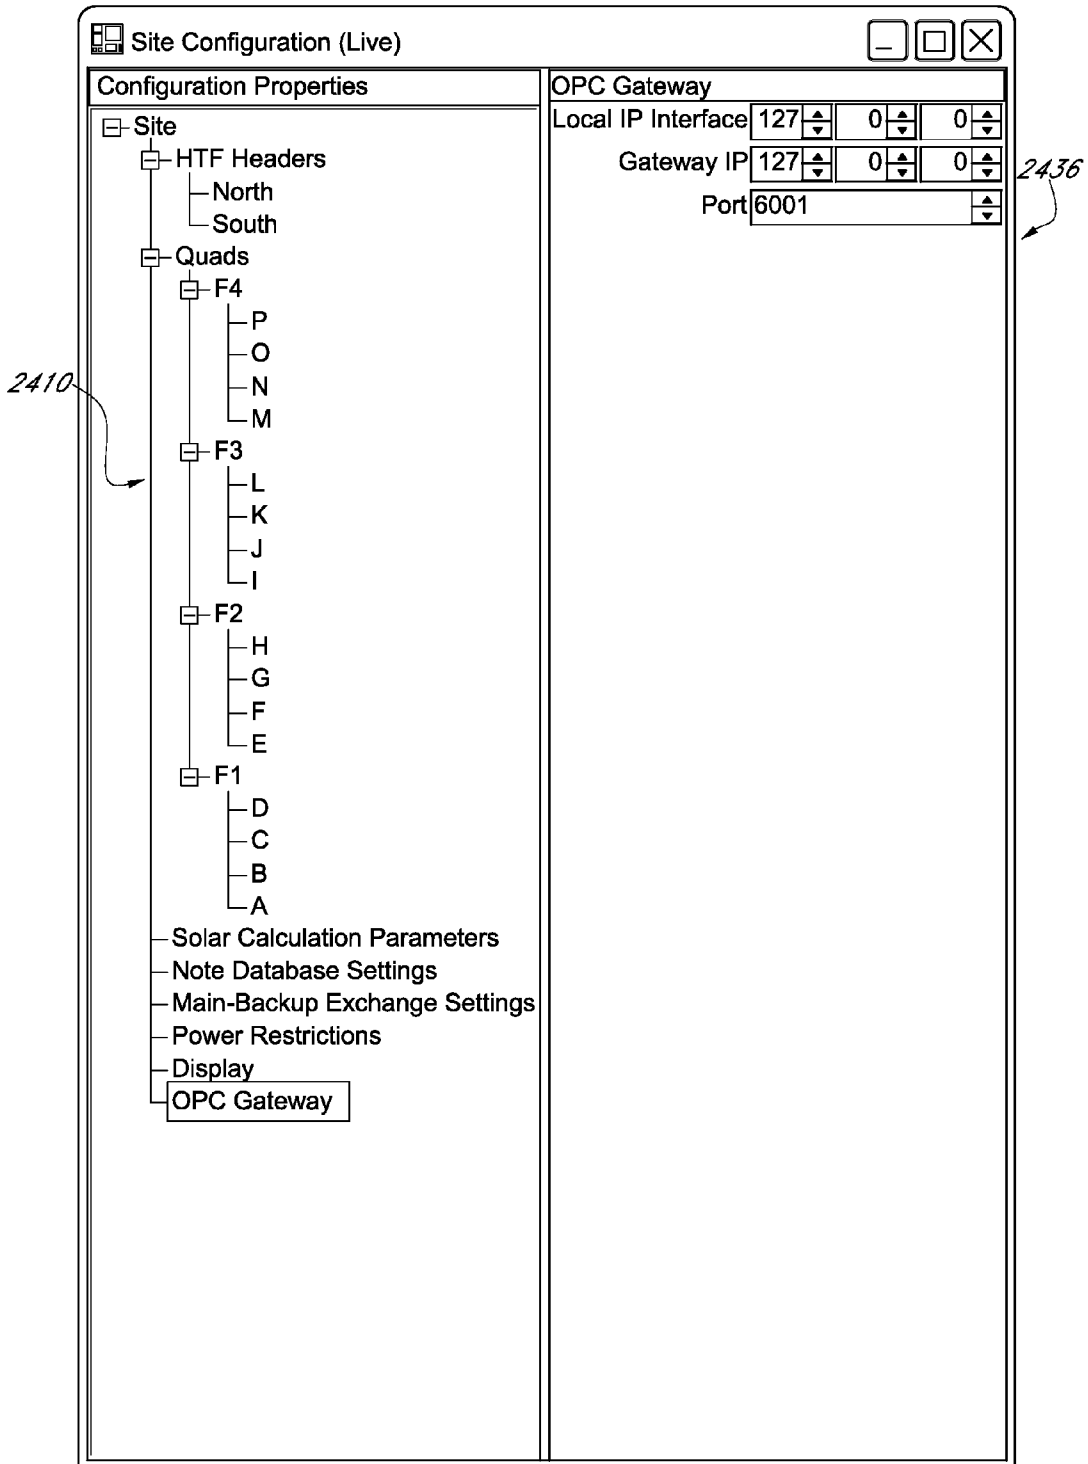 Site Configuration (Live)
Configuration Properties
Site
HTF Headers
North
South
Quads
F4
P
O
N
M
F3
L
K
J
I
F2
H
G
F
E
F1
D
C
B
A
Solar Calculation Parameters
Note Database Settings
Main-Backup Exchange Settings
Power Restrictions
Display
OPC Gateway
2410
OPC Gateway
Local IP Interface 127 0 0
Gateway IP 127 0 0
Port 6001
2436